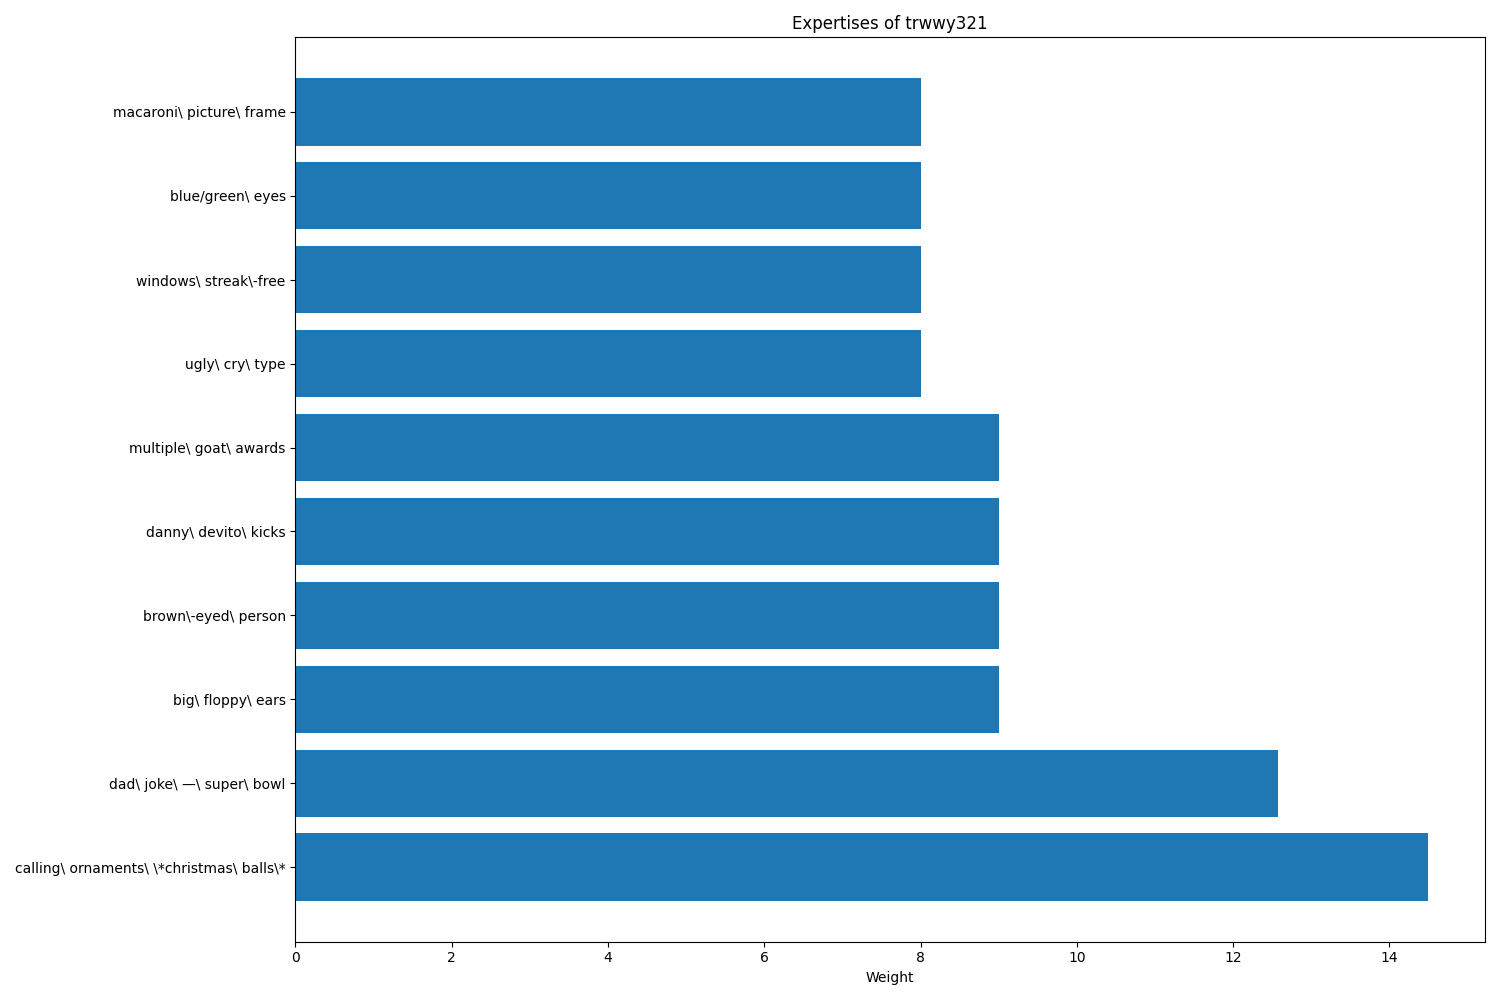 Expertises of trwwy321
macaroni\ picture\ frame
blue/green\ eyes
windows\ streak\-free
ugly\ cry\ type
multiple\ goat\ awards
danny\ devito\ kicks
brown\-eyed\ person
big\ floppy\ ears
dad\ joke\ —\ super\ bowl
calling\ ornaments\ \*christmas\ balls\*
0 2 4 6 8 10 12 14
Weight